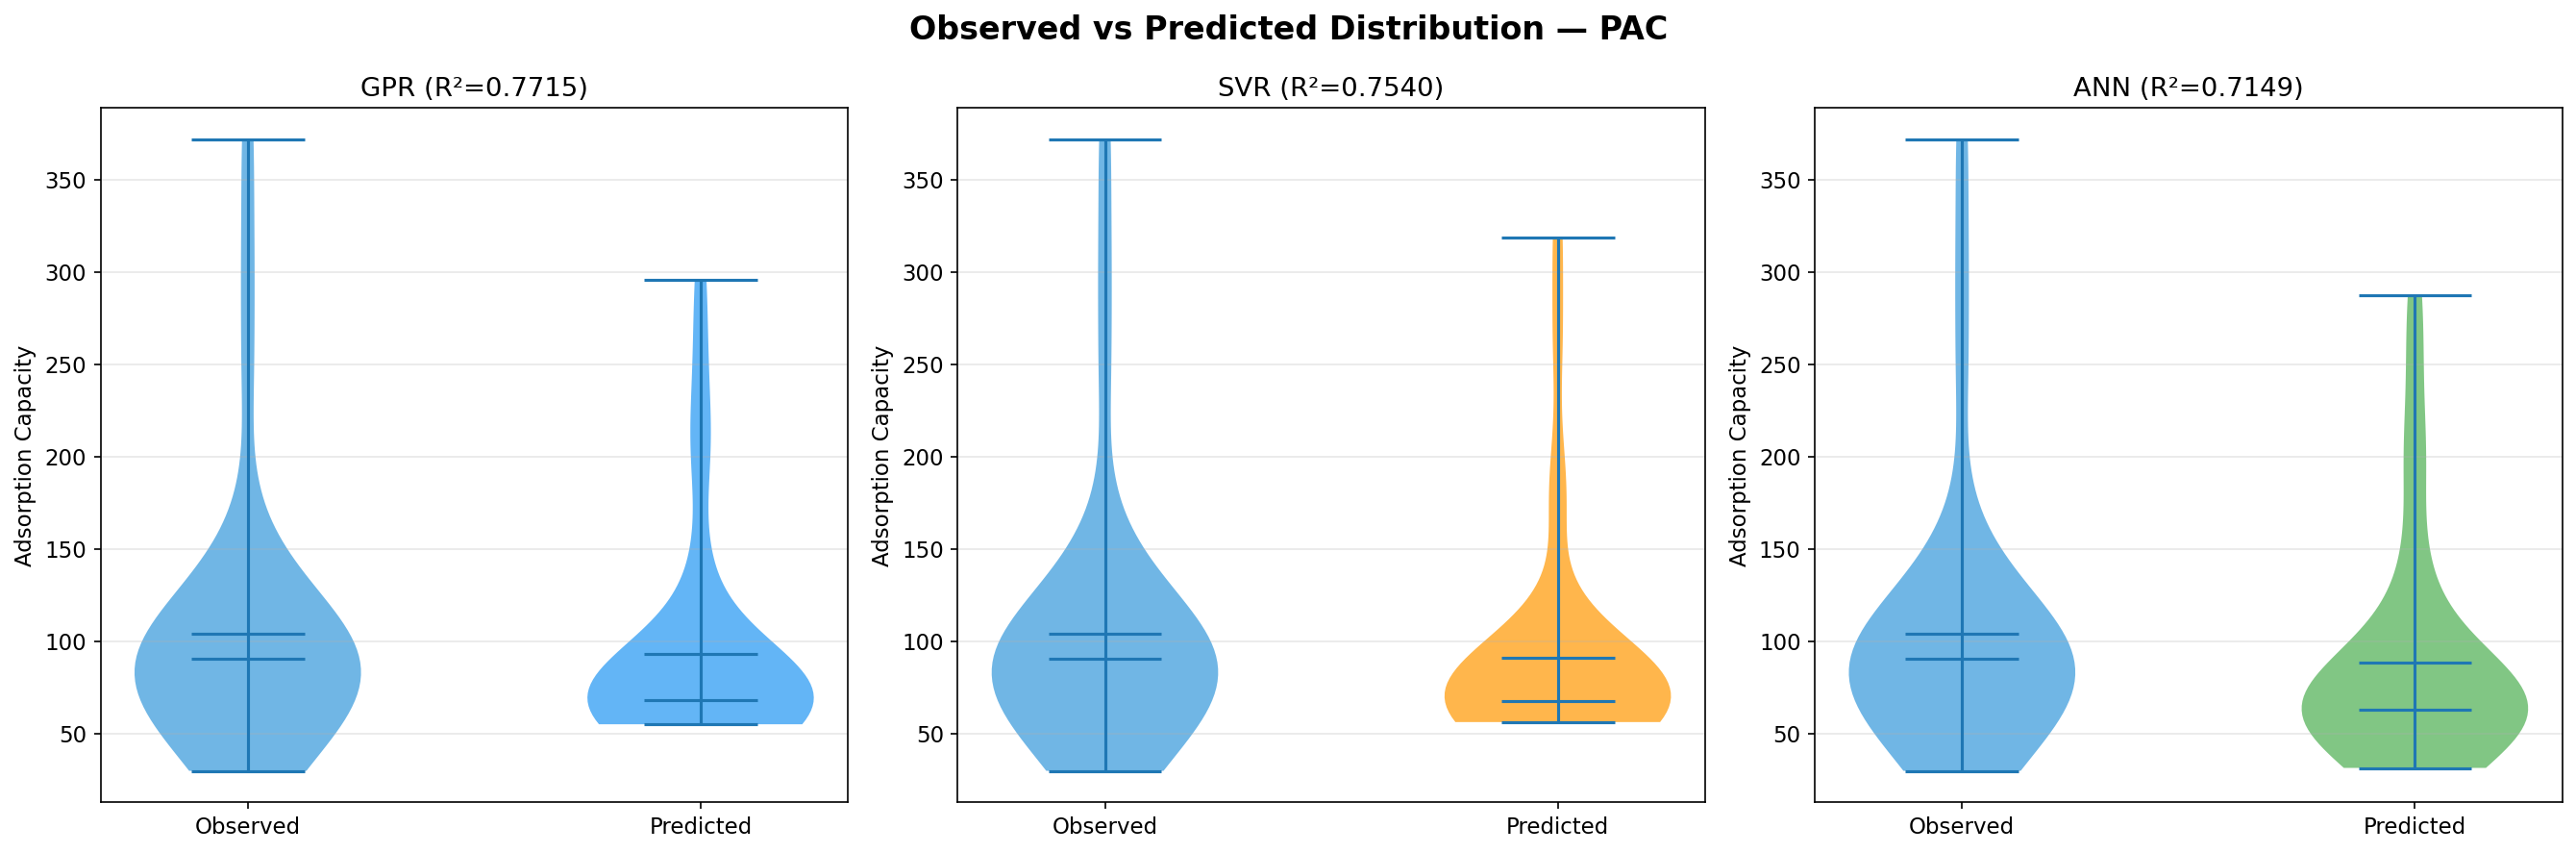 Observed vs Predicted Distribution — PAC
GPR (R²=0.7715)
Adsorption Capacity
350
300
250
200
150
100
50
Observed
Predicted
SVR (R²=0.7540)
Adsorption Capacity
350
300
250
200
150
100
50
Observed
Predicted
ANN (R²=0.7149)
Adsorption Capacity
350
300
250
200
150
100
50
Observed
Predicted